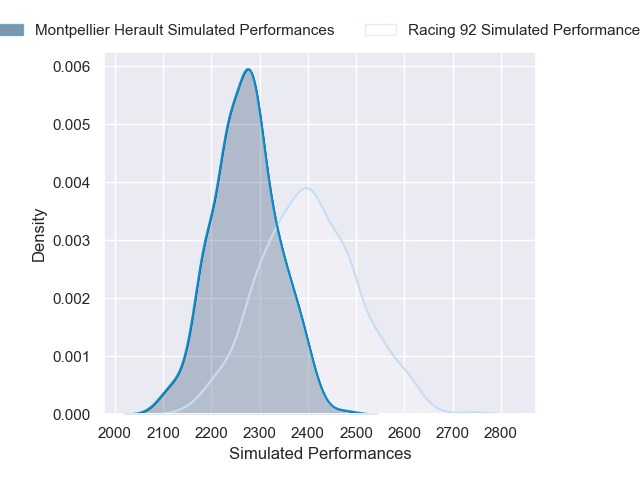 Montpellier Herault Simulated Performances
Racing 92 Simulated Performance
0.006
0.005
0.004
0.003
0.002
0.001
0.000
Density
2000 2100 2200 2300 2400 2500 2600 2700 2800
Simulated Performances